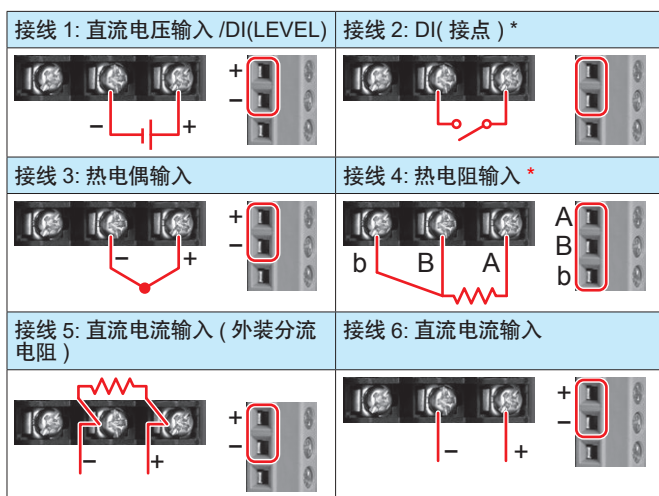 接线 1: 直流电压输入 /DI(LEVEL)
接线 2: DI( 接点 ) *
+
−
− +
接线 3: 热电偶输入
接线 4: 热电阻输入 *
− +
+
−
b B A
A
B
b
接线 5: 直流电流输入 ( 外装分流
电阻 )
接线 6: 直流电流输入
− +
+
−
− +
+
−